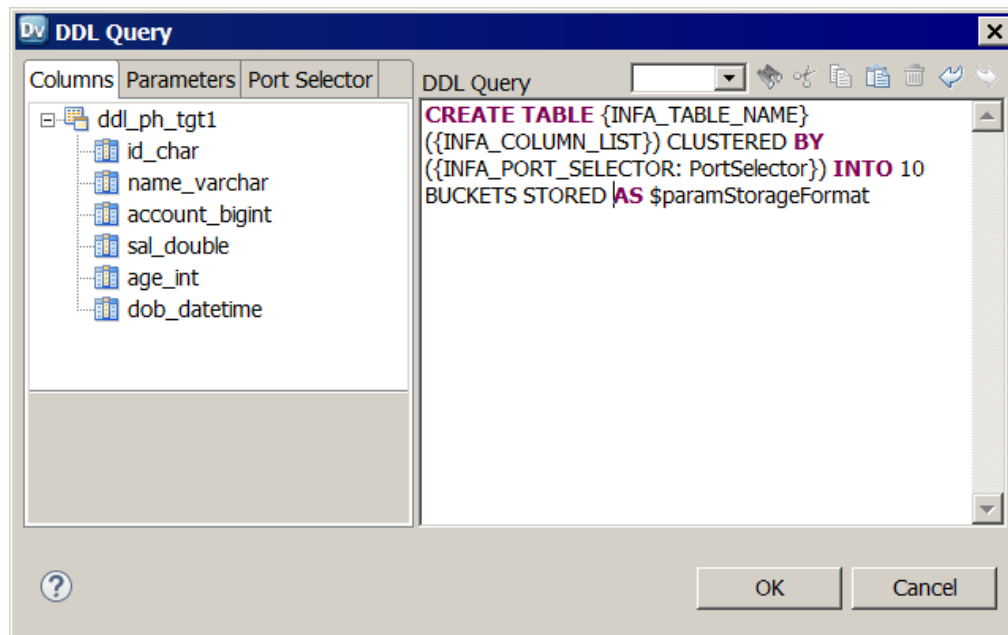 Dv DDL Query
Columns Parameters Port Selector
DDL Query
ddl_ph_tgt1
id_char
name_varchar
account_bigint
sal_double
age_int
dob_datetime
CREATE TABLE {INFA_TABLE_NAME}
({INFA_COLUMN_LIST}) CLUSTERED BY
({INFA_PORT_SELECTOR: PortSelector}) INTO 10
BUCKETS STORED AS $paramStorageFormat
?
OK Cancel